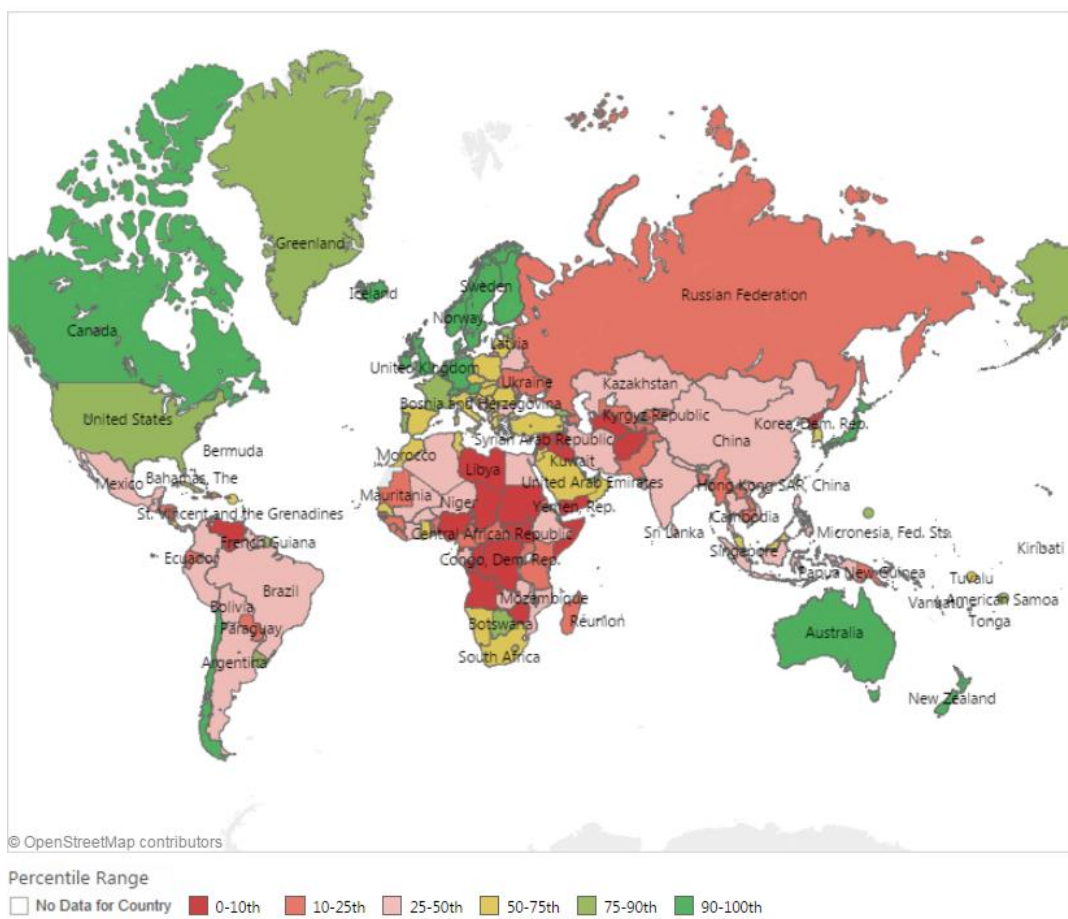 Greenland
Iceland
Sweden
Russian Federation
Canada
Norway
Latvia
United Kingdom
Ukraine
Kazakhstan
United States
Bosnia and Herzegovina
Kyrgyz Republic
Korea, Dem. Rep.
Syrian Arab Republic
China
Bermuda
Morocco
Kuwait
Libya
Mexico
Bahamas, The
United Arab Emirates
Hong Kong SAR, China
Mauritania
Niger
Yemen, Rep.
St. Vincent and the Grenadines
Cambodia
Central African Republic
Sri Lanka
Micronesia, Fed. Sts.
French Guiana
Ecuador
Congo, Dem. Rep.
Singapore
Kiribati
Papua New Guinea
Tuvalu
Brazil
Mozambique
Vanuatu
American Samoa
Bolivia
Botswana
Réunion
Tonga
Paraguay
Australia
South Africa
Argentina
New Zealand
© OpenStreetMap contributors
Percentile Range
No Data for Country 0-10th 10-25th 25-50th 50-75th 75-90th 90-100th